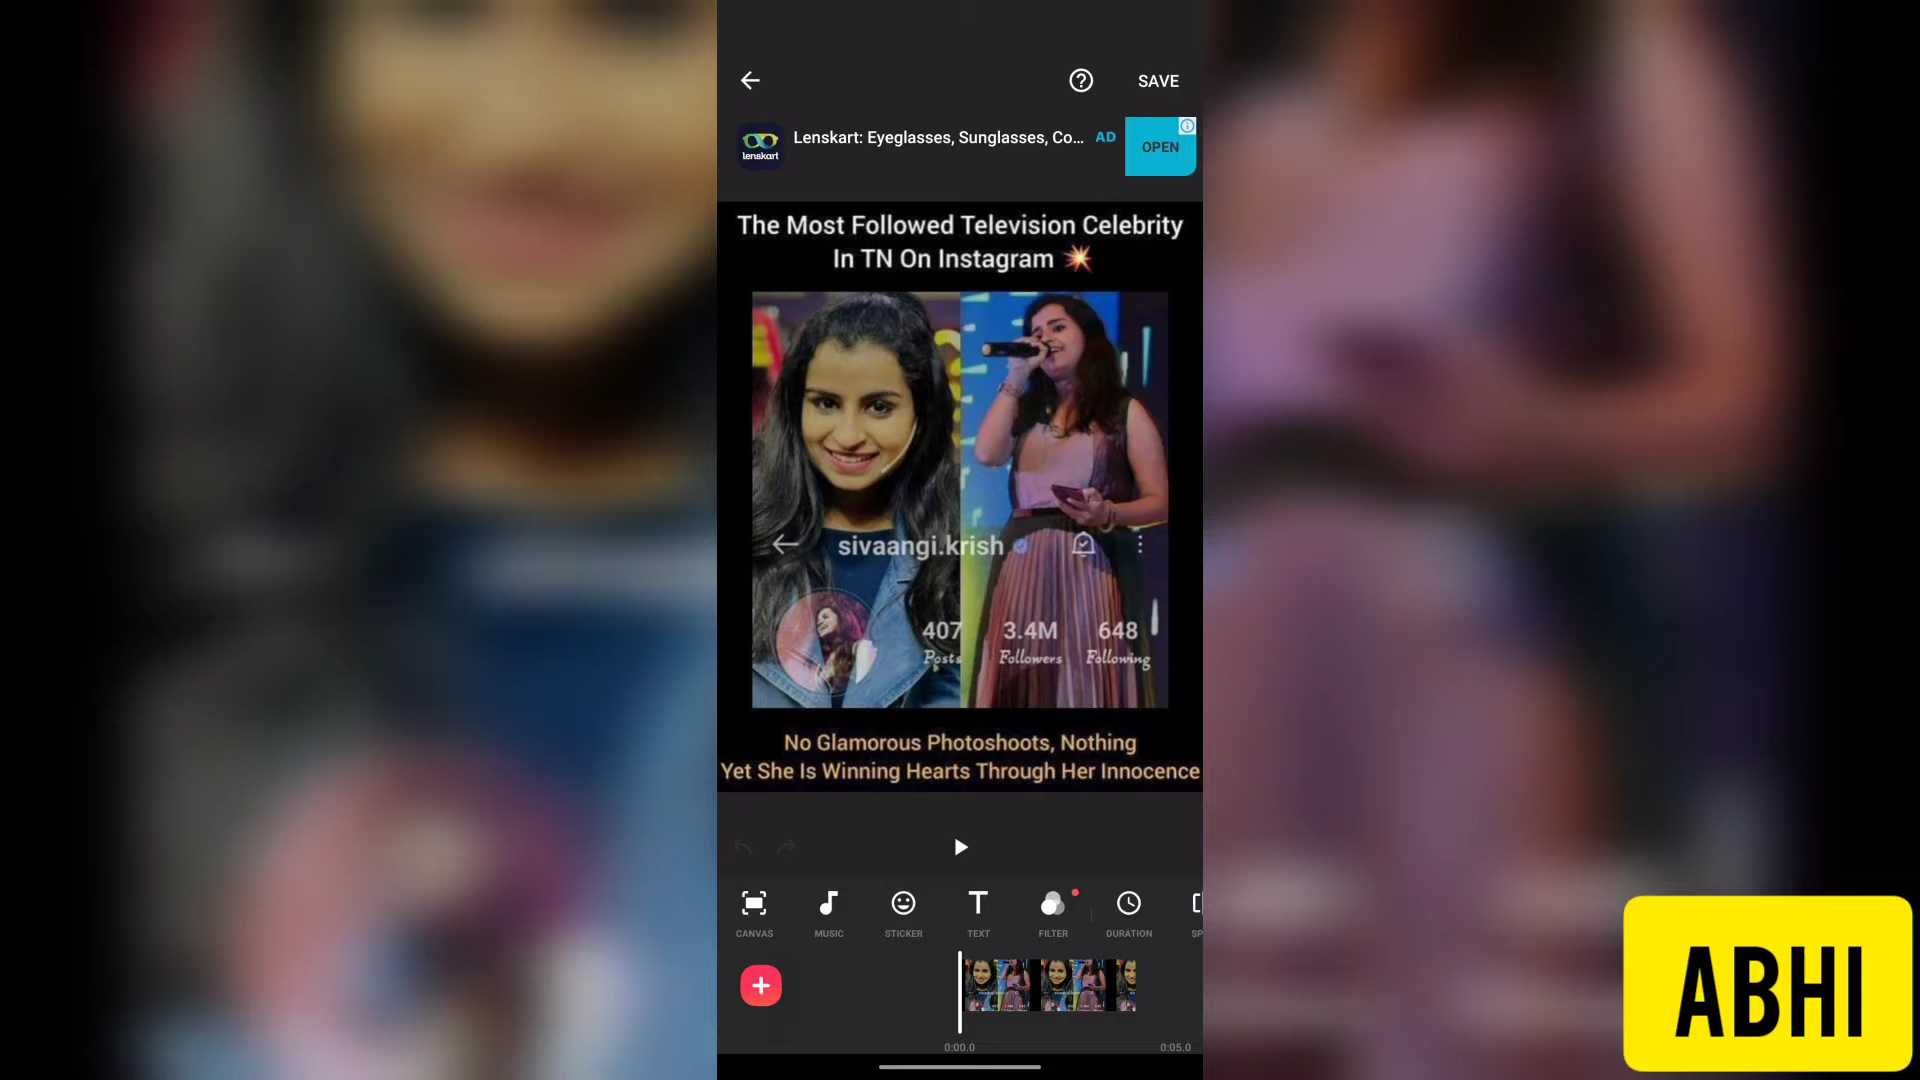 SAVE
Lenskart: Eyeglasses, Sunglasses, Co...
AD
OPEN
lenskart
The Most Followed Television Celebrity
In TN On Instagram
sivaangi.krish
407
3.4M
648
Posts
Followers
Following
No Glamorous Photoshoots, Nothing
Yet She Is Winning Hearts Through Her Innocence
CANVAS
MUSIC
STICKER
TEXT
FILTER
DURATION
SP
0:00.0
0:05.0
ABHI